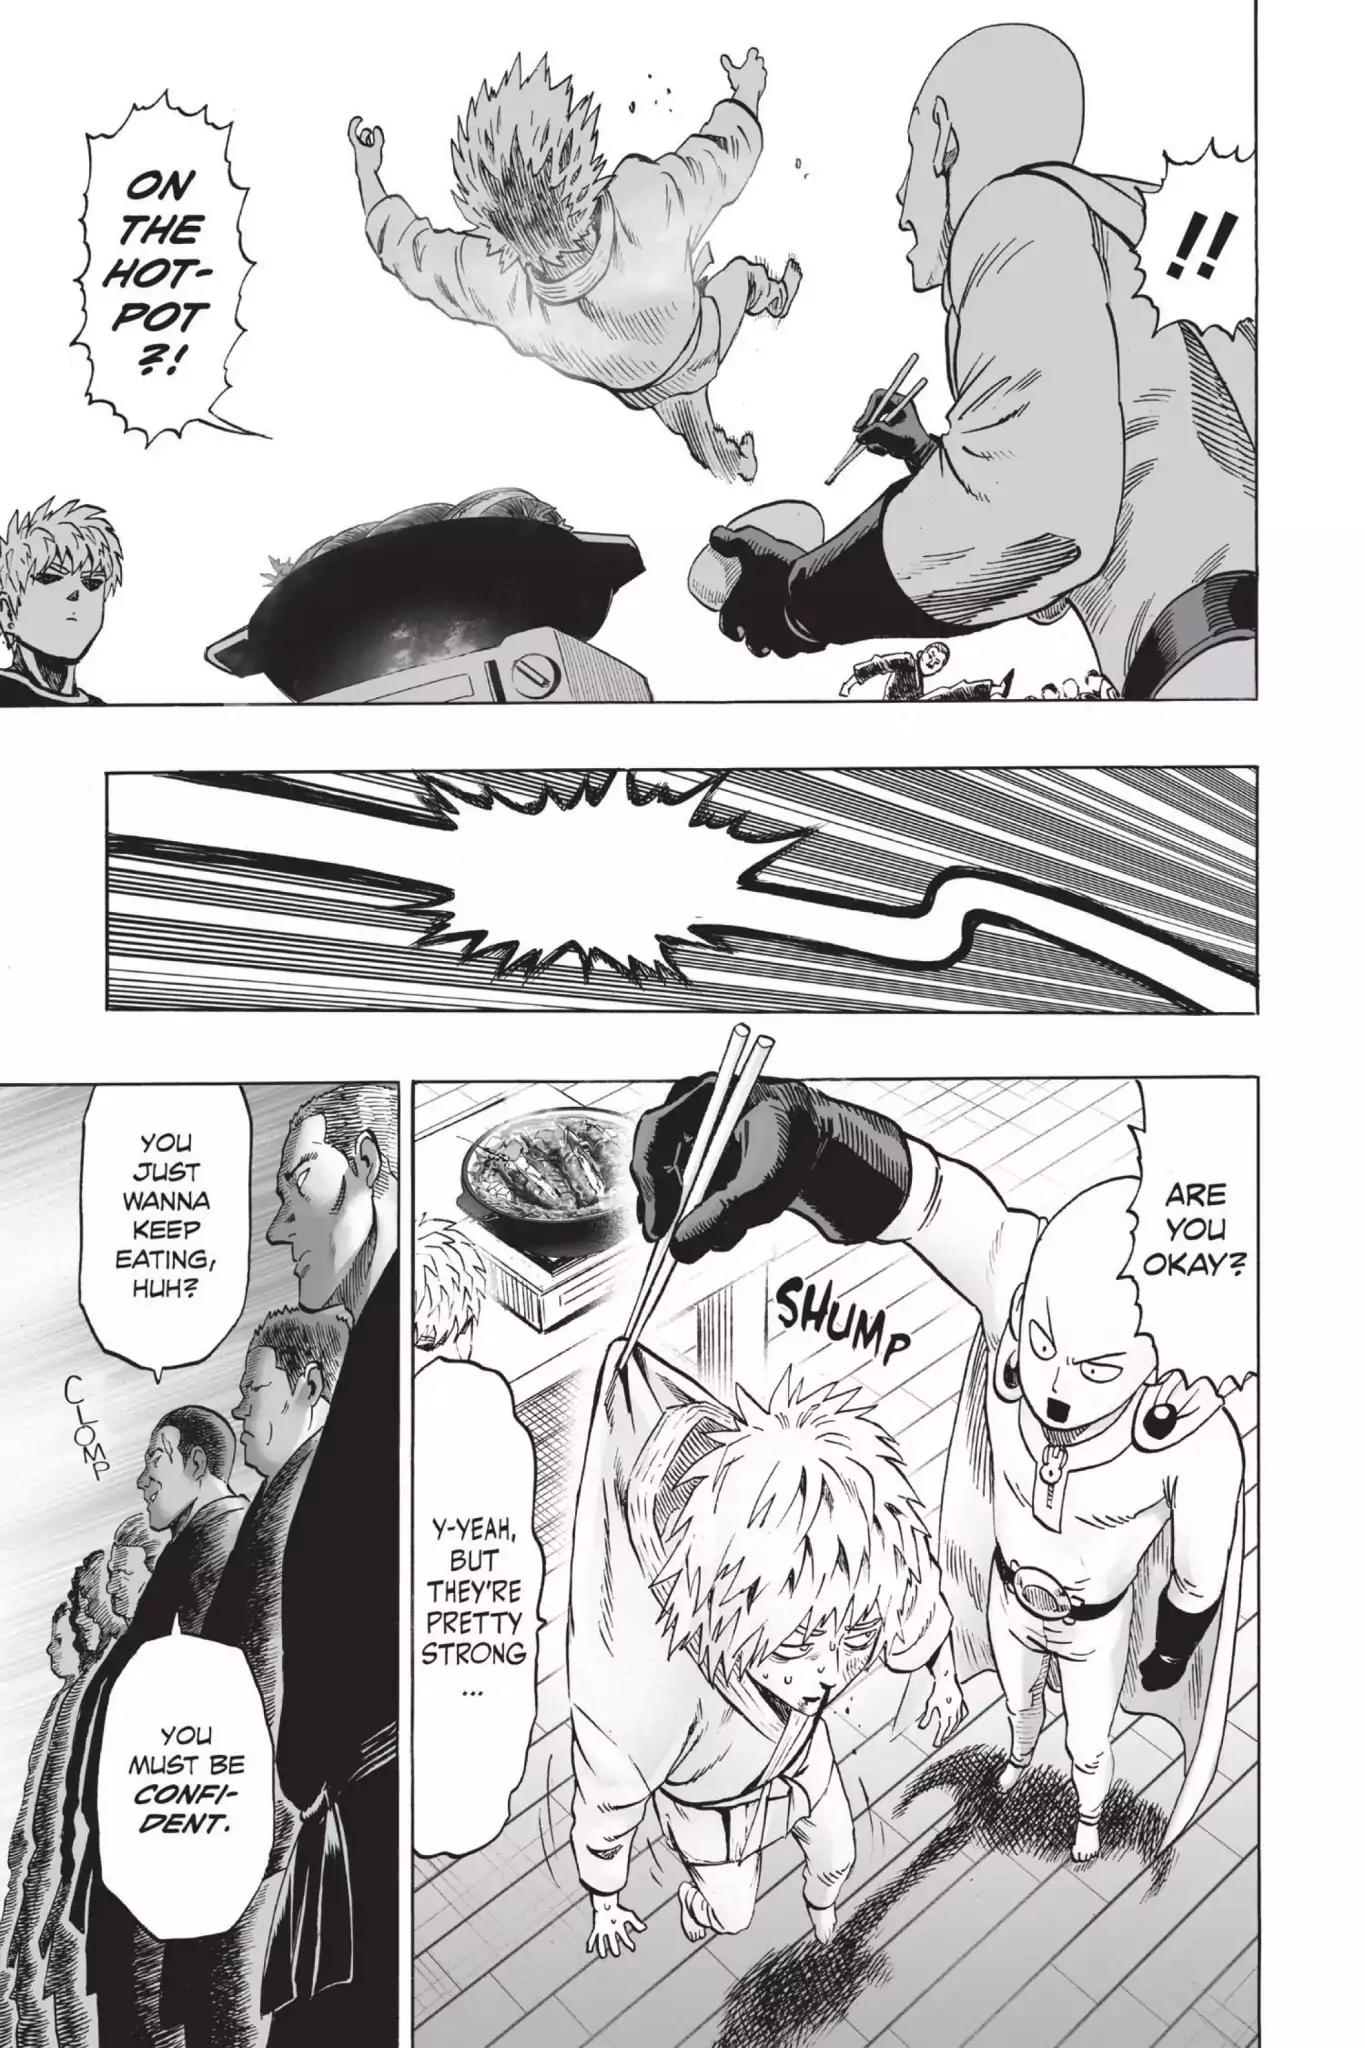 !!
ON
THE
HOT-
POT
?!
ARE
YOU
OKAY?
SHUMP
Y-YEAH,
BUT
THEY'RE
PRETTY
STRONG
...
YOU
JUST
WANNA
KEEP
EATING,
HUH?
CLOMP
YOU
MUST BE
CONFI-
DENT.